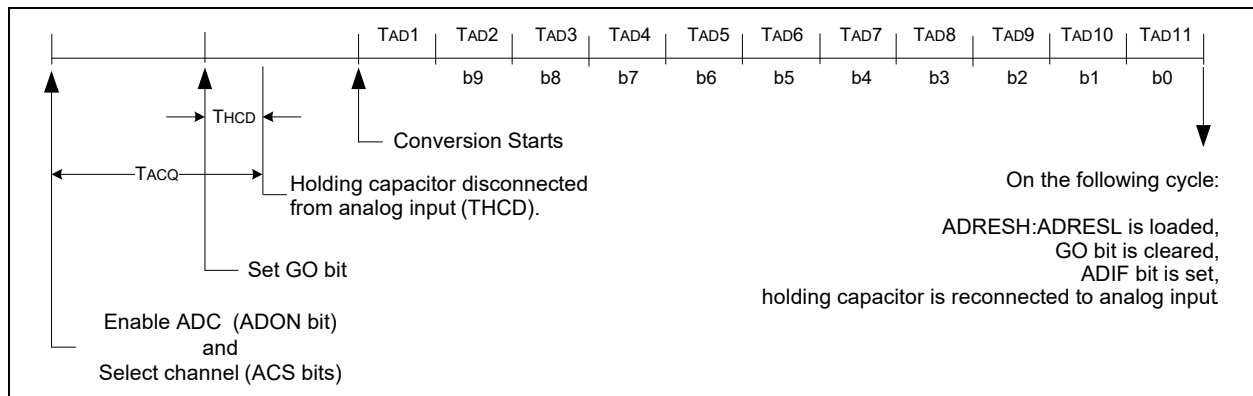 TAD1 TAD2 TAD3 TAD4 TAD5 TAD6 TAD7 TAD8 TAD9 TAD10 TAD11
b9 b8 b7 b6 b5 b4 b3 b2 b1 b0
THCD
Conversion Starts
TACQ
Holding capacitor disconnected
from analog input (THCD).
On the following cycle:
ADRESH:ADRESL is loaded,
GO bit is cleared,
ADIF bit is set,
holding capacitor is reconnected to analog input.
Set GO bit
Enable ADC (ADON bit)
and
Select channel (ACS bits)